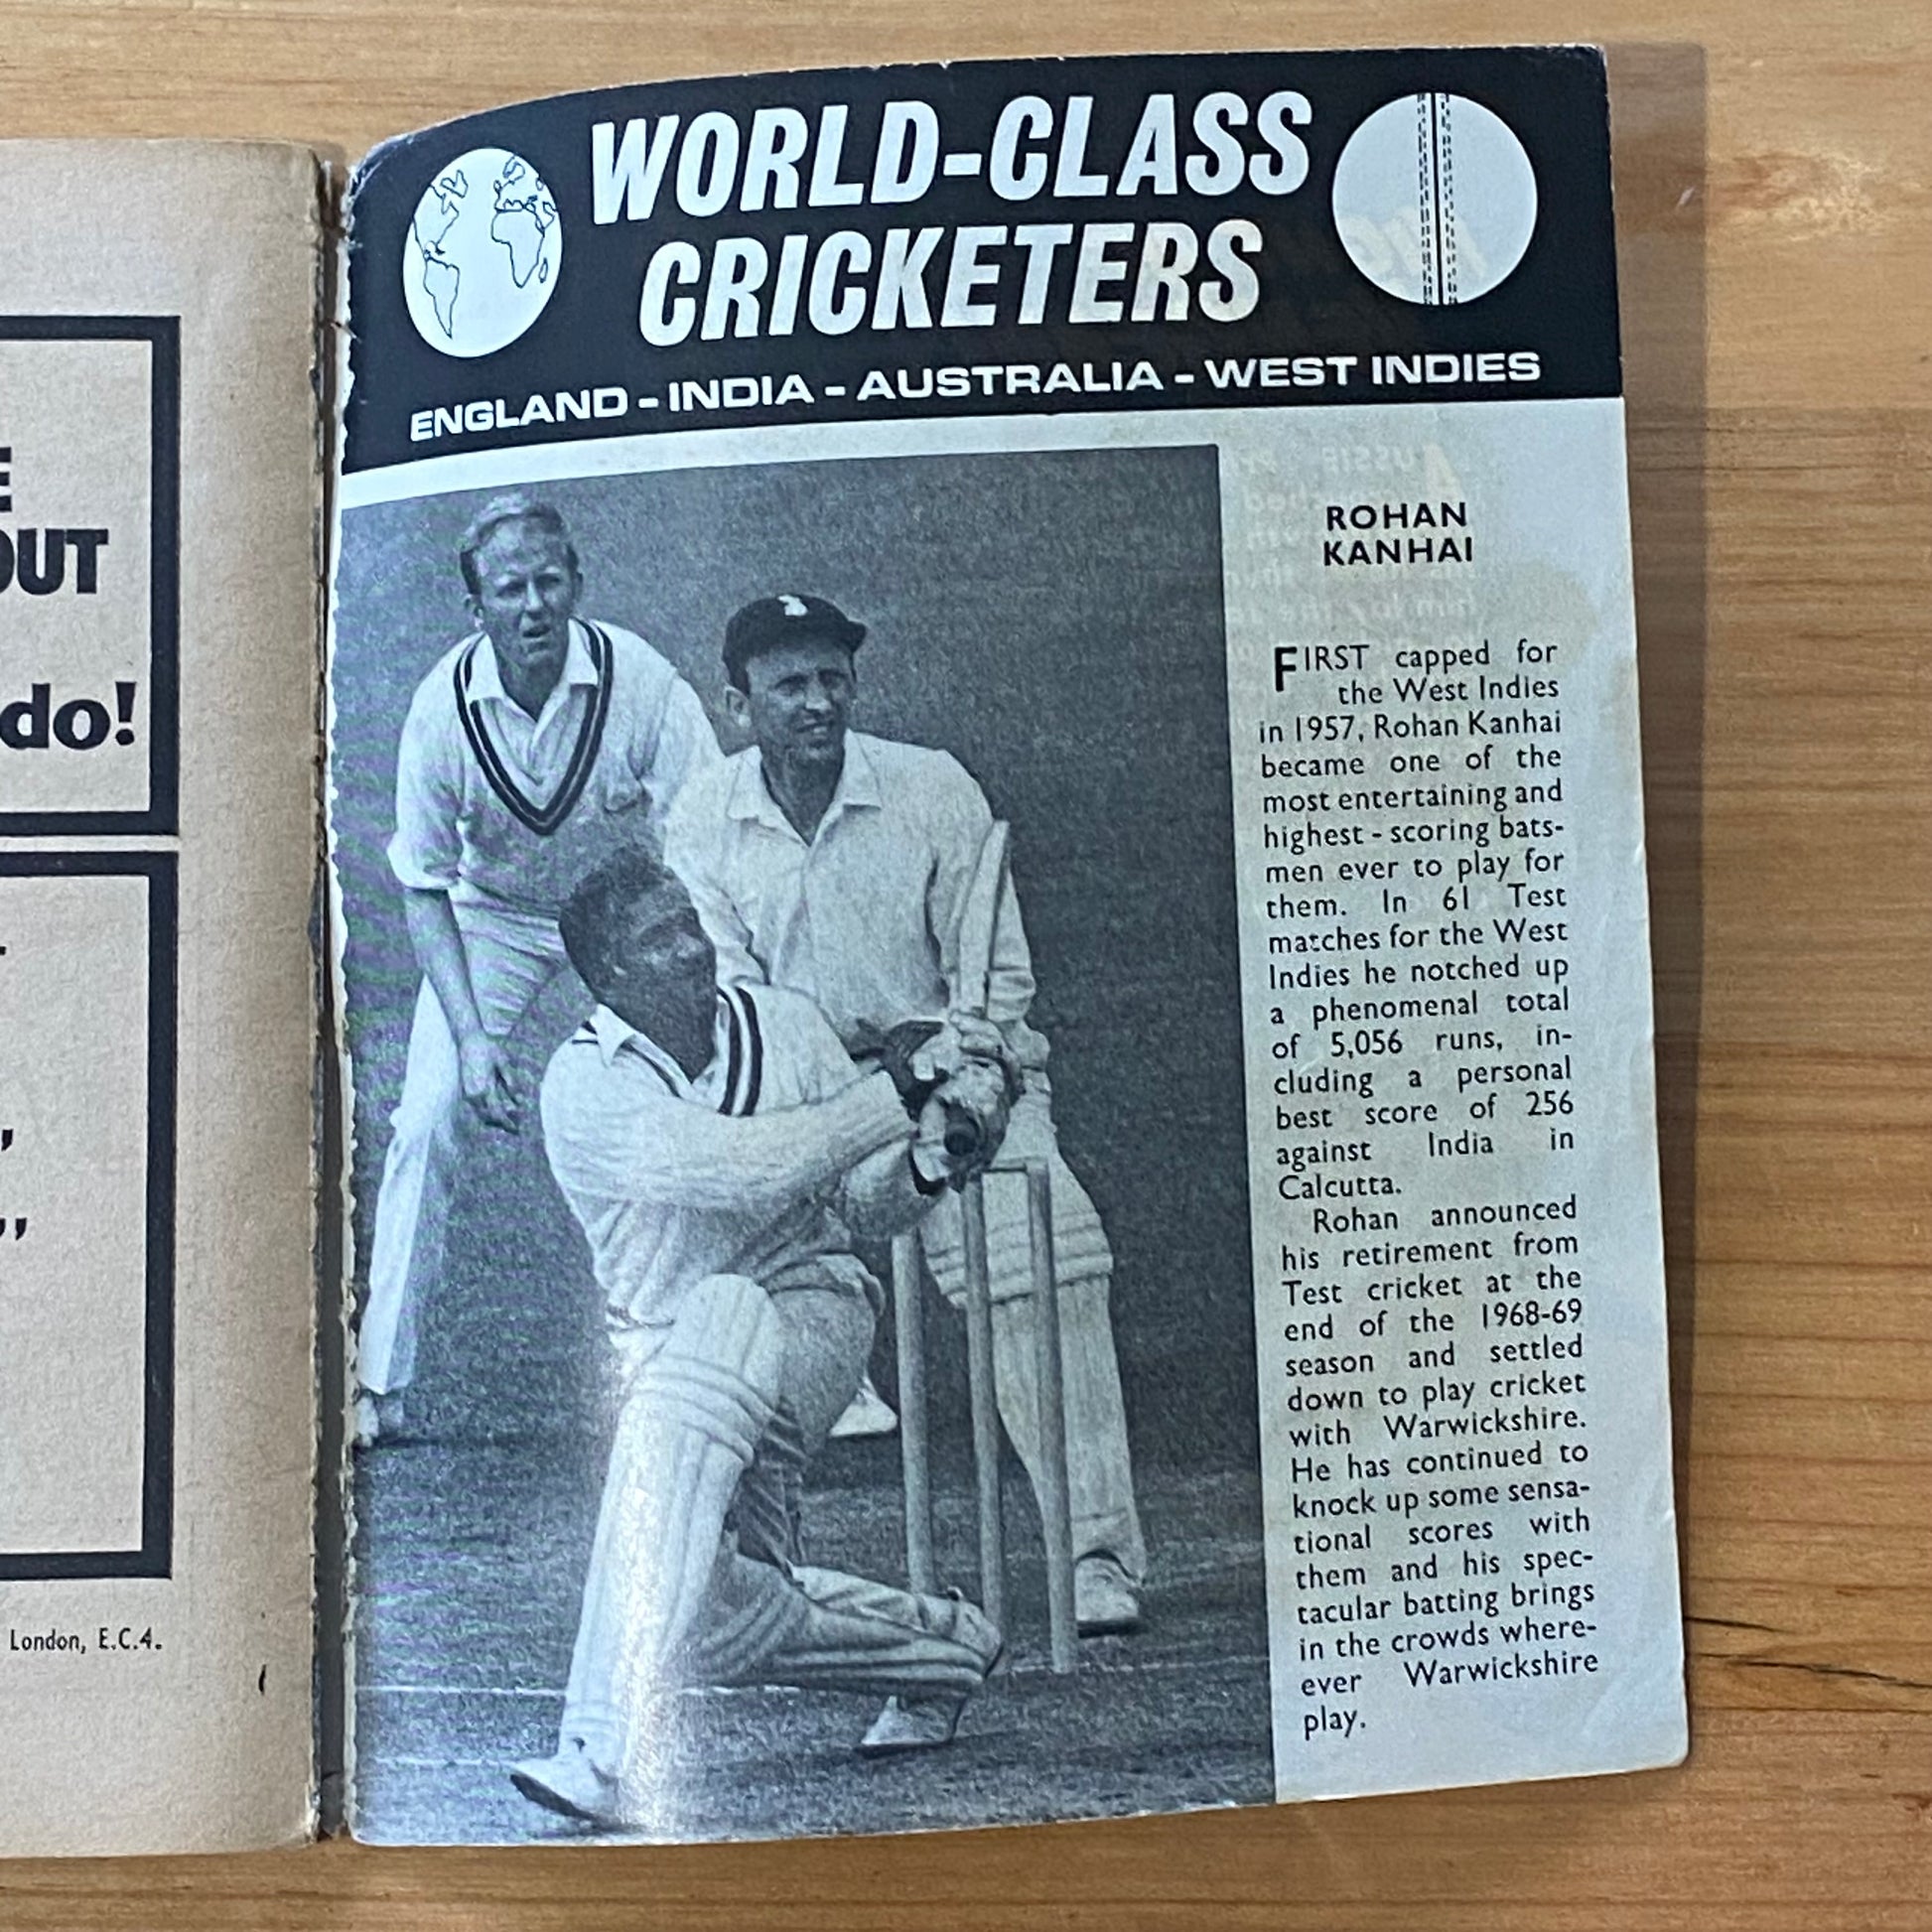 E
OUT
do!
London, E.C.4.
WORLD-CLASS
CRICKETERS
ENGLAND - INDIA - AUSTRALIA - WEST INDIES
ROHAN
KANHAI
FIRST capped for
the West Indies
in 1957, Rohan Kanhai
became one of the
most entertaining and
highest - scoring bats-
men ever to play for
them. In 61 Test
matches for the West
Indies he notched up
a phenomenal total
of 5,056 runs, in-
cluding a personal
best score of 256
against India in
Calcutta.
Rohan announced
his retirement from
Test cricket at the
end of the 1968-69
season and settled
down to play cricket
with Warwickshire.
He has continued to
knock up some sensa-
tional scores with
them and his spec-
tacular batting brings
in the crowds where-
ever Warwickshire
play.